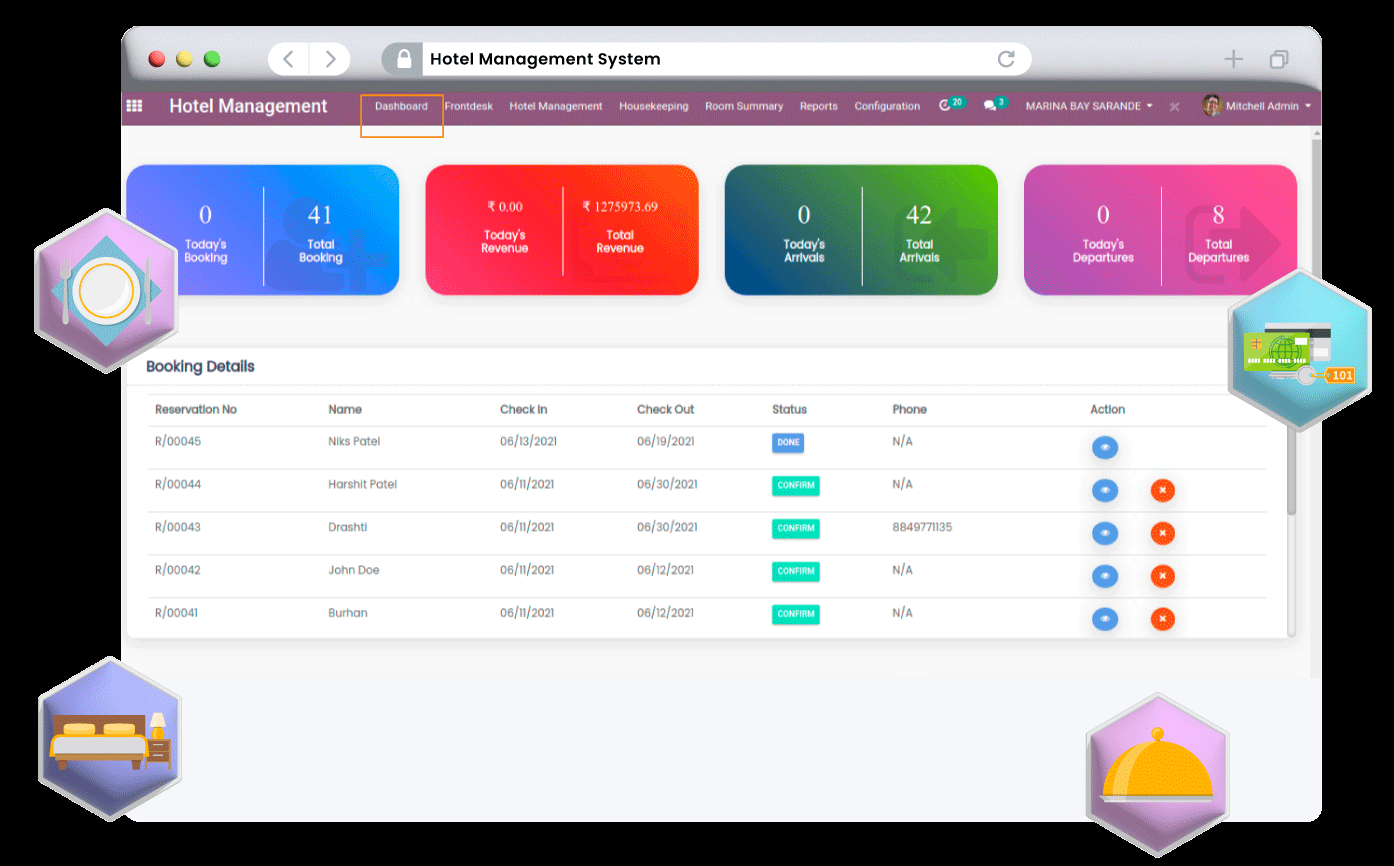 Hotel Management System
Hotel Management Dashboard Frontdesk Hotel Management Housekeeping Room Summary Reports Configuration 20 3 MARINA BAY SARANDE Mitchell Admin
0 41 ₹ 0.00 ₹ 1275973.69 0 42 0 8
Today's Total Today's Total Today's Total Today's Total
Booking Booking Revenue Revenue Arrivals Arrivals Departures Departures
Booking Details
101
Reservation No Name Check In Check Out Status Phone Action
R/00045 Niks Patel 06/13/2021 06/19/2021 DONE N/A
R/00044 Harshit Patel 06/11/2021 06/30/2021 CONFIRM N/A
R/00043 Drashti 06/11/2021 06/30/2021 CONFIRM 8849771135
R/00042 John Doe 06/11/2021 06/12/2021 CONFIRM N/A
R/00041 Burhan 06/11/2021 06/12/2021 CONFIRM N/A